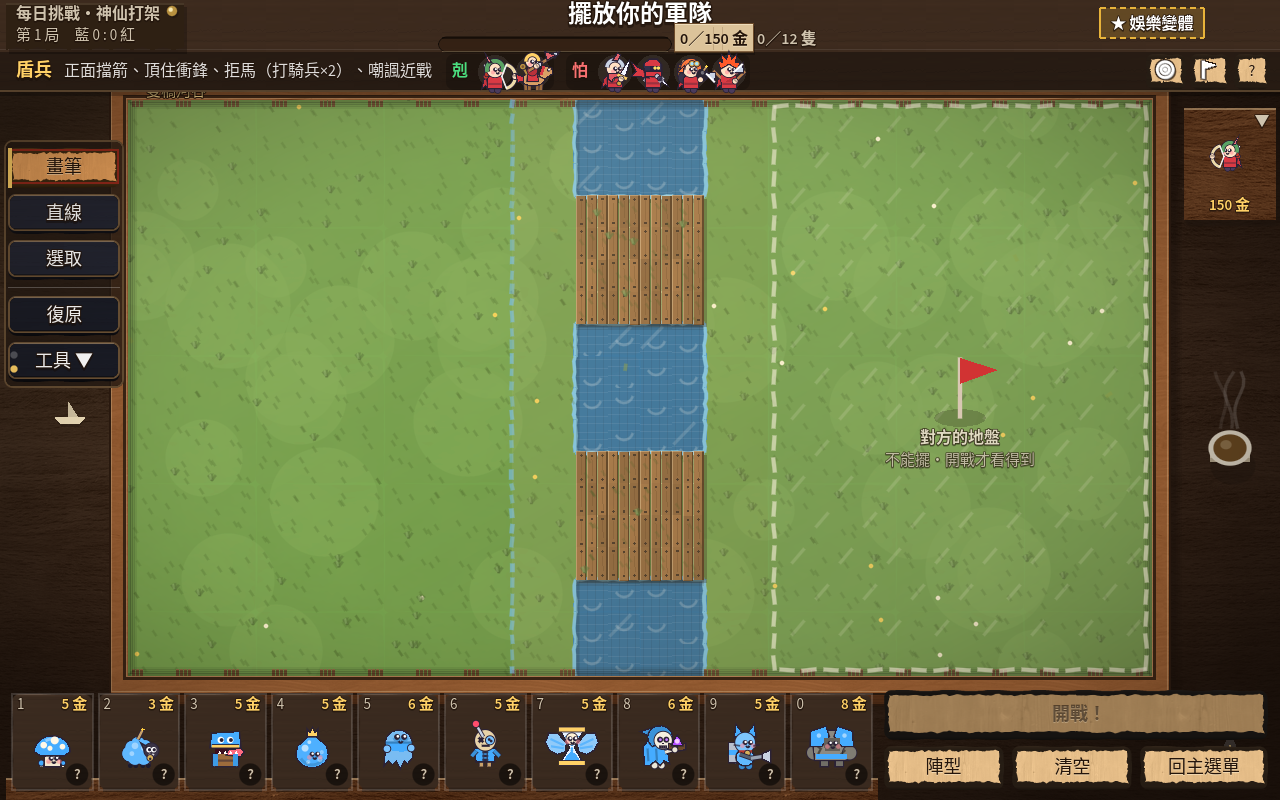 每日挑戰・神仙打架
第1局 藍0:0紅
擺放你的軍隊
0／150 金
0／12 隻
★ 娛樂變體
盾兵 正面擋箭、頂住衝鋒、拒馬（打騎兵×2）、嘲諷近戰
剋
怕
?
畫筆
直線
選取
復原
工具▼
150 金
對方的地盤
不能擺・開戰才看得到
1 5 金 ?
2 3 金 ?
3 5 金 ?
4 5 金 ?
5 6 金 ?
6 5 金 ?
7 5 金 ?
8 6 金 ?
9 5 金 ?
0 8 金 ?
開戰！
陣型
清空
回主選單